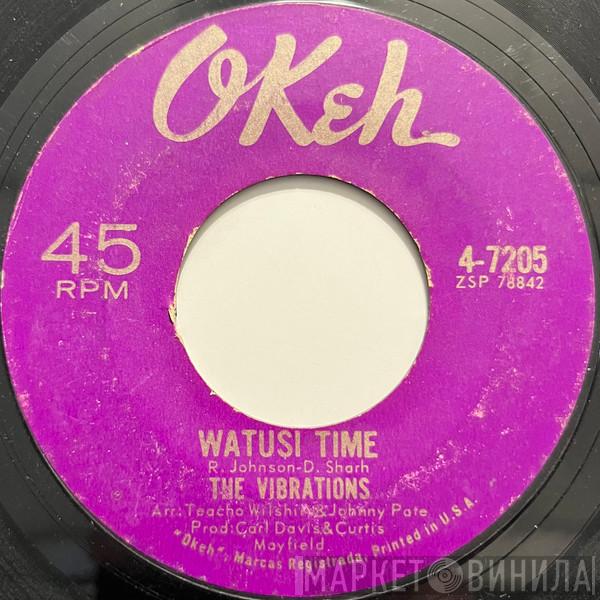 OKeh
45
RPM
4-7205
ZSP 78842
WATUSI TIME
R. Johnson-D. Sharh
THE VIBRATIONS
Arr: Teacho Wilshire & Johnny Pate
Prod: Carl Davis & Curtis
Mayfield
"Okeh", Marcas Registrada. Printed in U.S.A.
МАРКЕТ ВИНИЛА